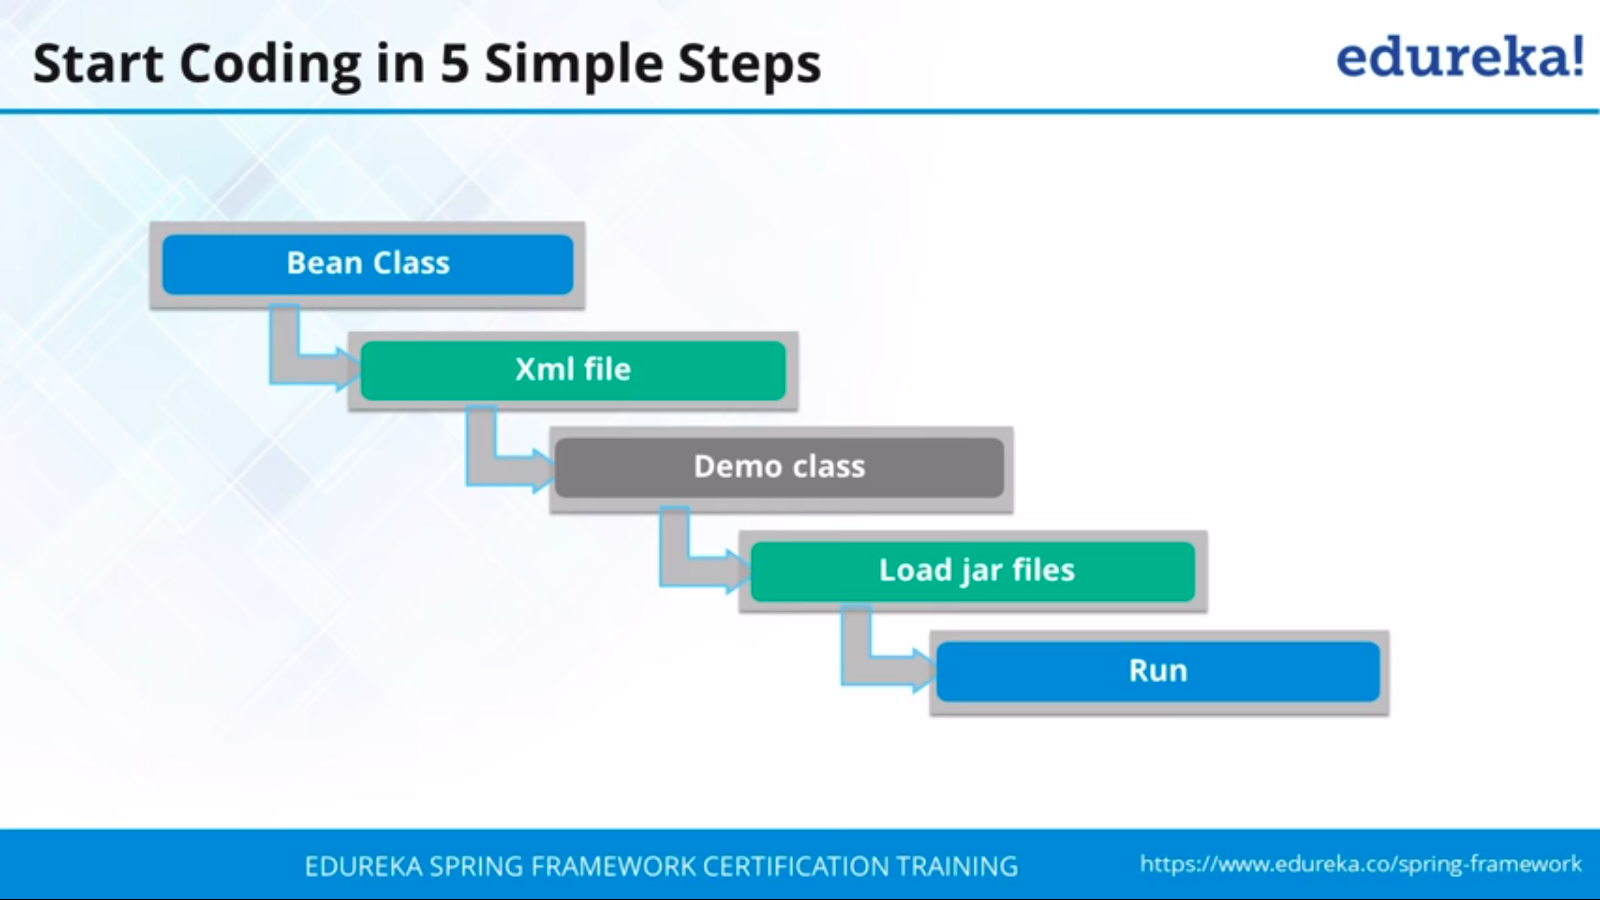 Start Coding in 5 Simple Steps
edureka!
Bean Class
Xml file
Demo class
Load jar files
Run
EDUREKA SPRING FRAMEWORK CERTIFICATION TRAINING
https://www.edureka.co/spring-framework